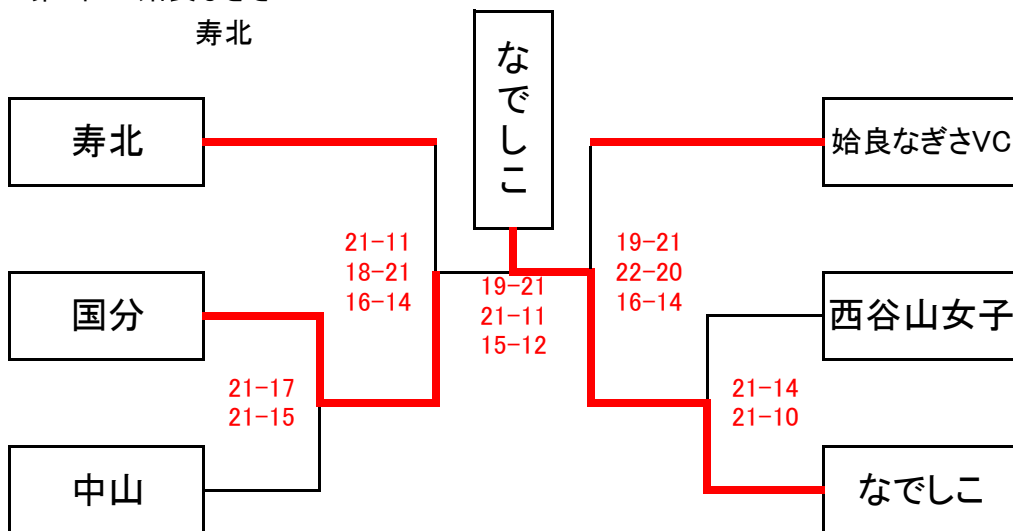 寿北
なでしこ
寿北
姶良なぎさVC
21-11
18-21
16-14
19-21
22-20
16-14
19-21
21-11
15-12
国分
西谷山女子
21-17
21-15
21-14
21-10
中山
なでしこ